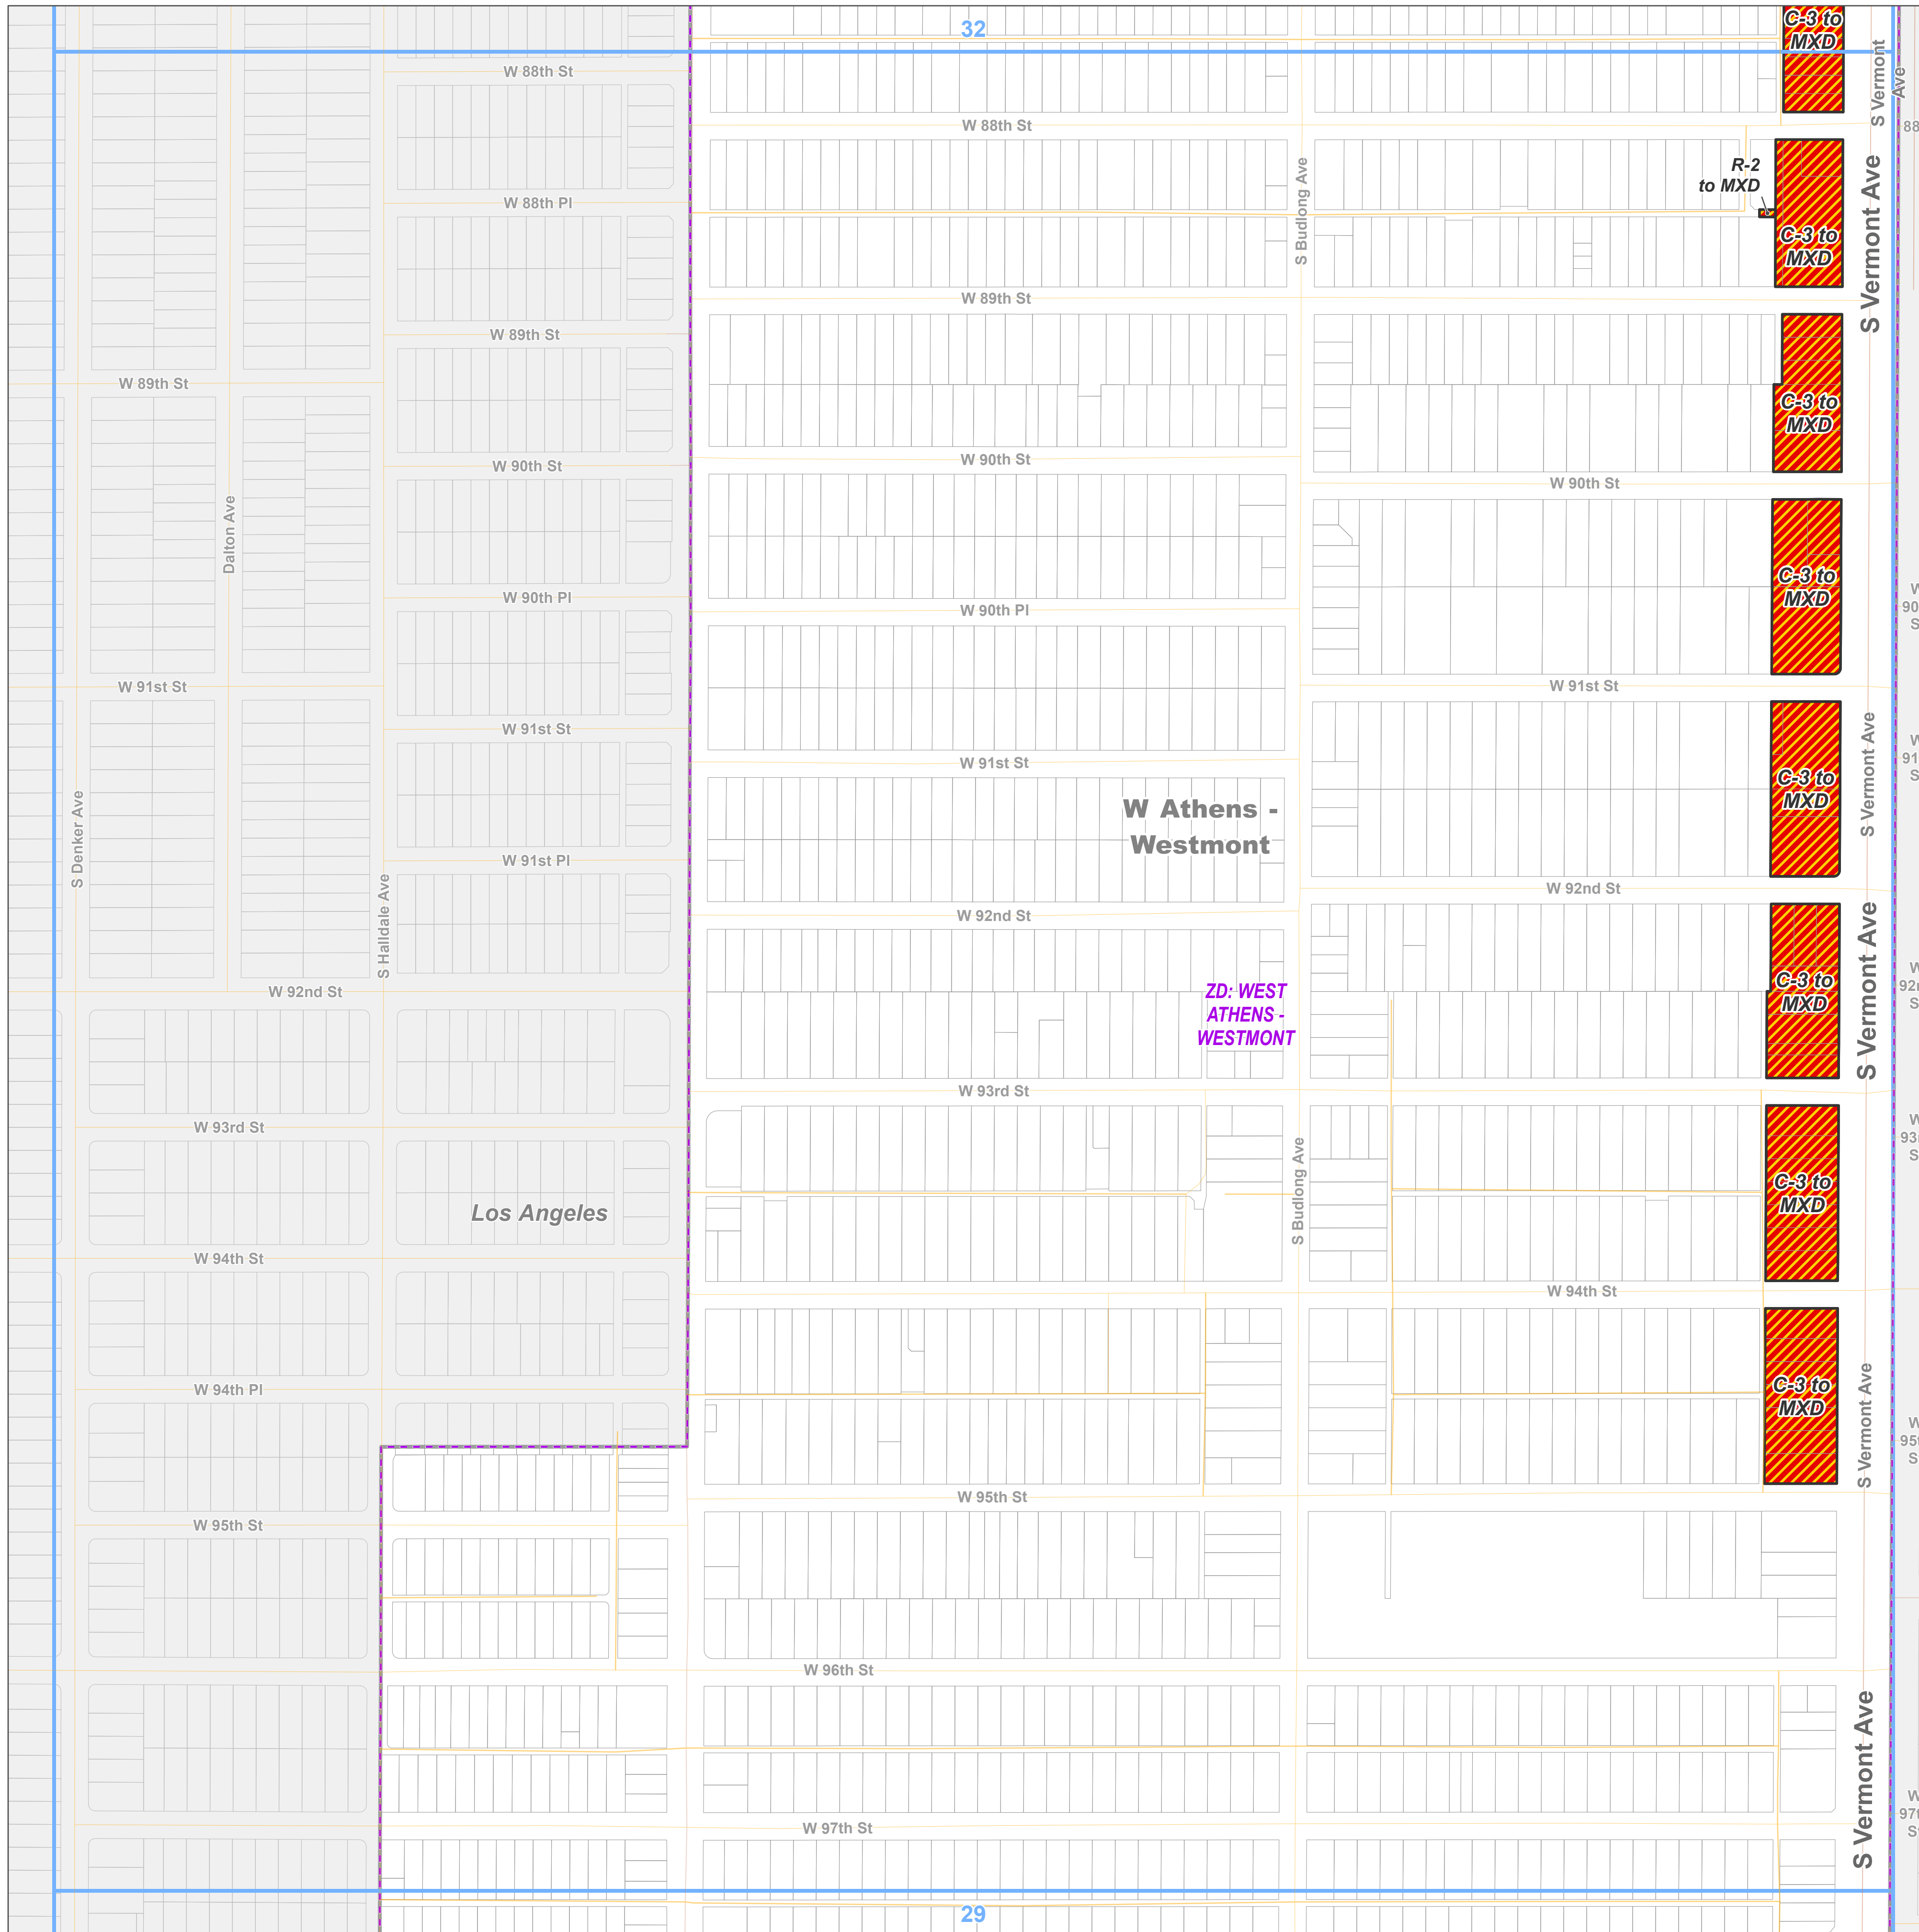 32
C-3 to
MXD
S Vermont
Ave
W 88th St
W 88th St
88
S Vermont Ave
R-2
to MXD
S Budlong Ave
W 88th Pl
C-3 to
MXD
W 89th St
W 89th St
W 89th St
C-3 to
MXD
W 90th St
W 90th St
W 90th St
Dalton Ave
C-3 to
MXD
W
90
S
W 90th Pl
W 90th Pl
W 91st St
W 91st St
W 91st St
W 91st St
S Vermont Ave
W
91
S
C-3 to
MXD
W Athens -
Westmont
S Denker Ave
W 91st Pl
S Halldale Ave
W 92nd St
W 92nd St
W 92nd St
S Vermont Ave
C-3 to
MXD
W
S
ZD: WEST
ATHENS -
WESTMONT
W 93rd St
W 93rd St
W
S
S Budlong Ave
C-3 to
MXD
Los Angeles
W 94th St
W 94th St
W 94th Pl
C-3 to
MXD
S Vermont Ave
W
S
W 95th St
W 95th St
W 96th St
S Vermont Ave
W
W 97th St
29